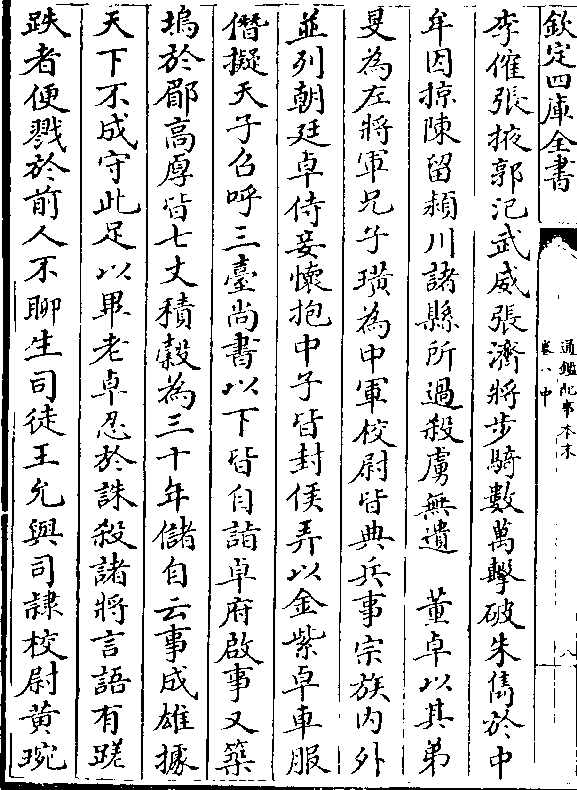 欽定四庫全書
通鑑紀事本末
卷八中
八
李傕張掖郭汜武威張濟將步騎數萬擊破朱儁於中
牟因掠陳留潁川諸縣所過殺虜無遺　董卓以其弟
旻為左將軍兄子璜為中軍校尉皆典兵事宗族内外
並列朝廷卓侍妾懷抱中子皆封侯弄以金紫卓車服
僭擬天子召呼三臺尚書以下皆自詣卓府啟事又築
塢於郿髙厚皆七丈積穀為三十年儲自云事成雄據
天下不成守此足以畢老卓忍於誅殺諸將言語有蹉
跌者便戮於前人不聊生司徒王允與司隸校尉黄琬